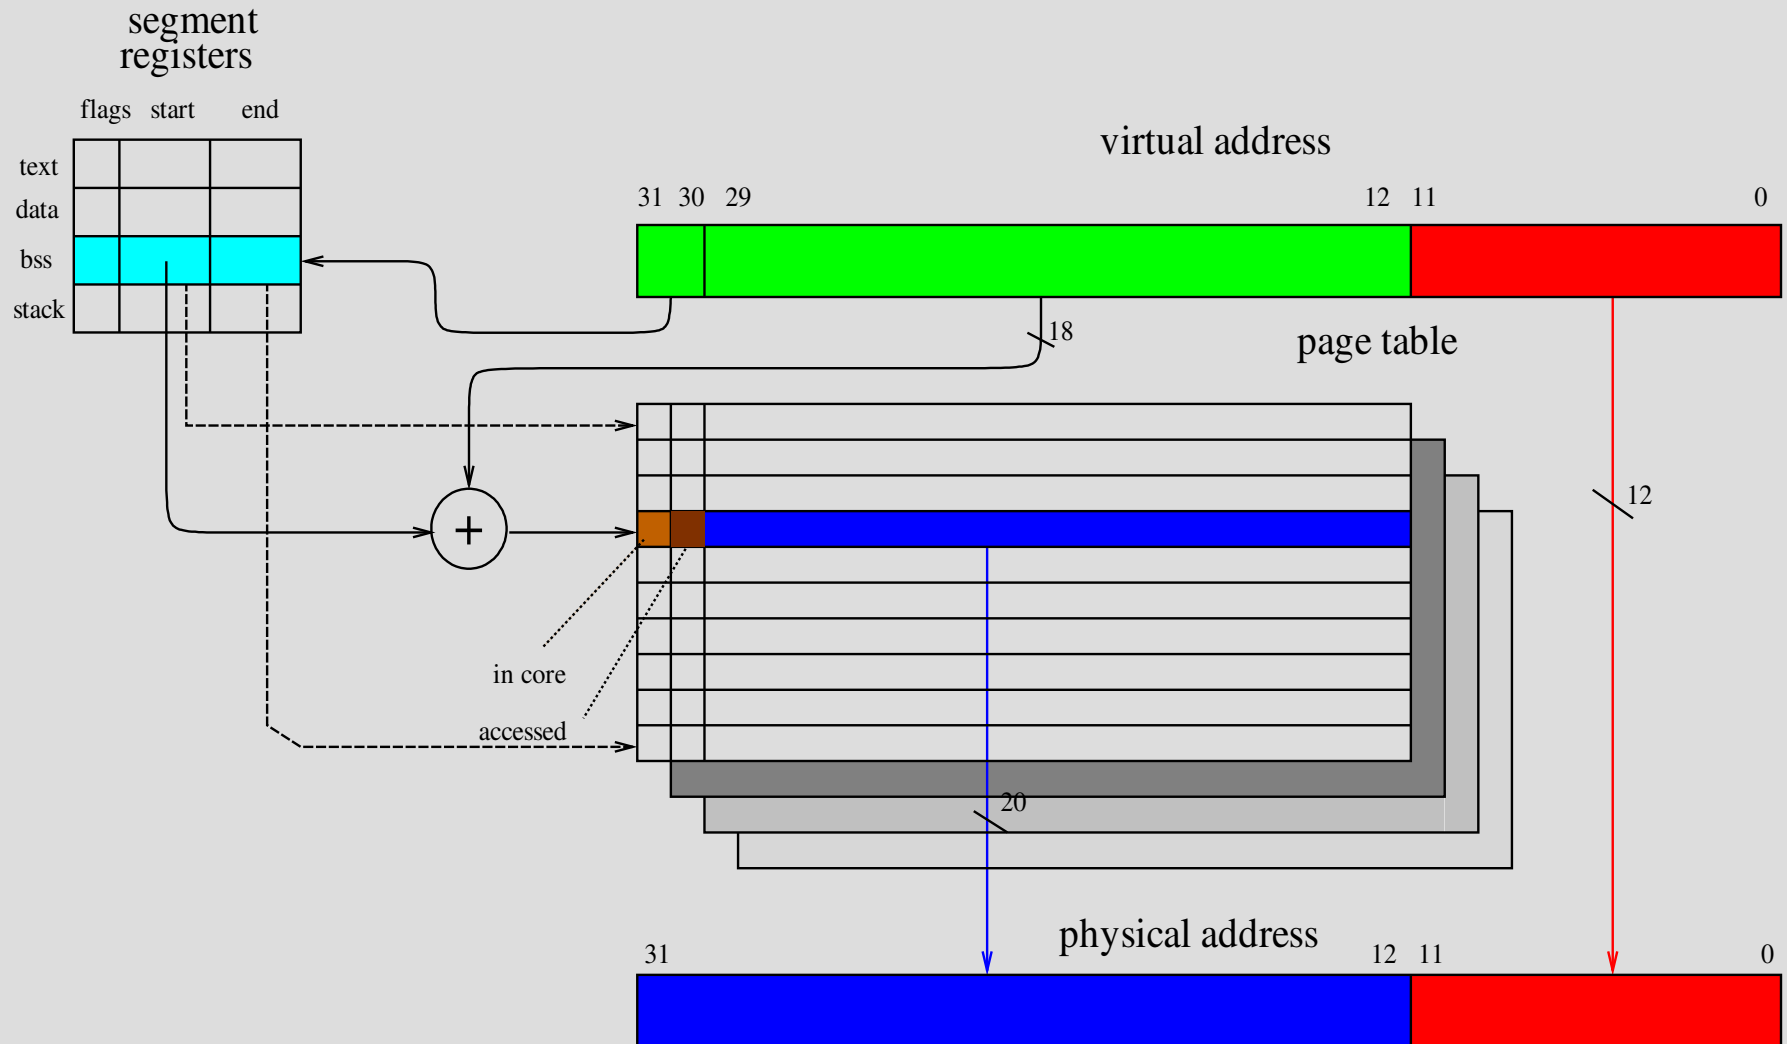 segment
registers
flags start end
text
data
bss
stack
virtual address
31 30 29 12 11 0
18
page table
12
+
in core
accessed
20
physical address
31 12 11 0